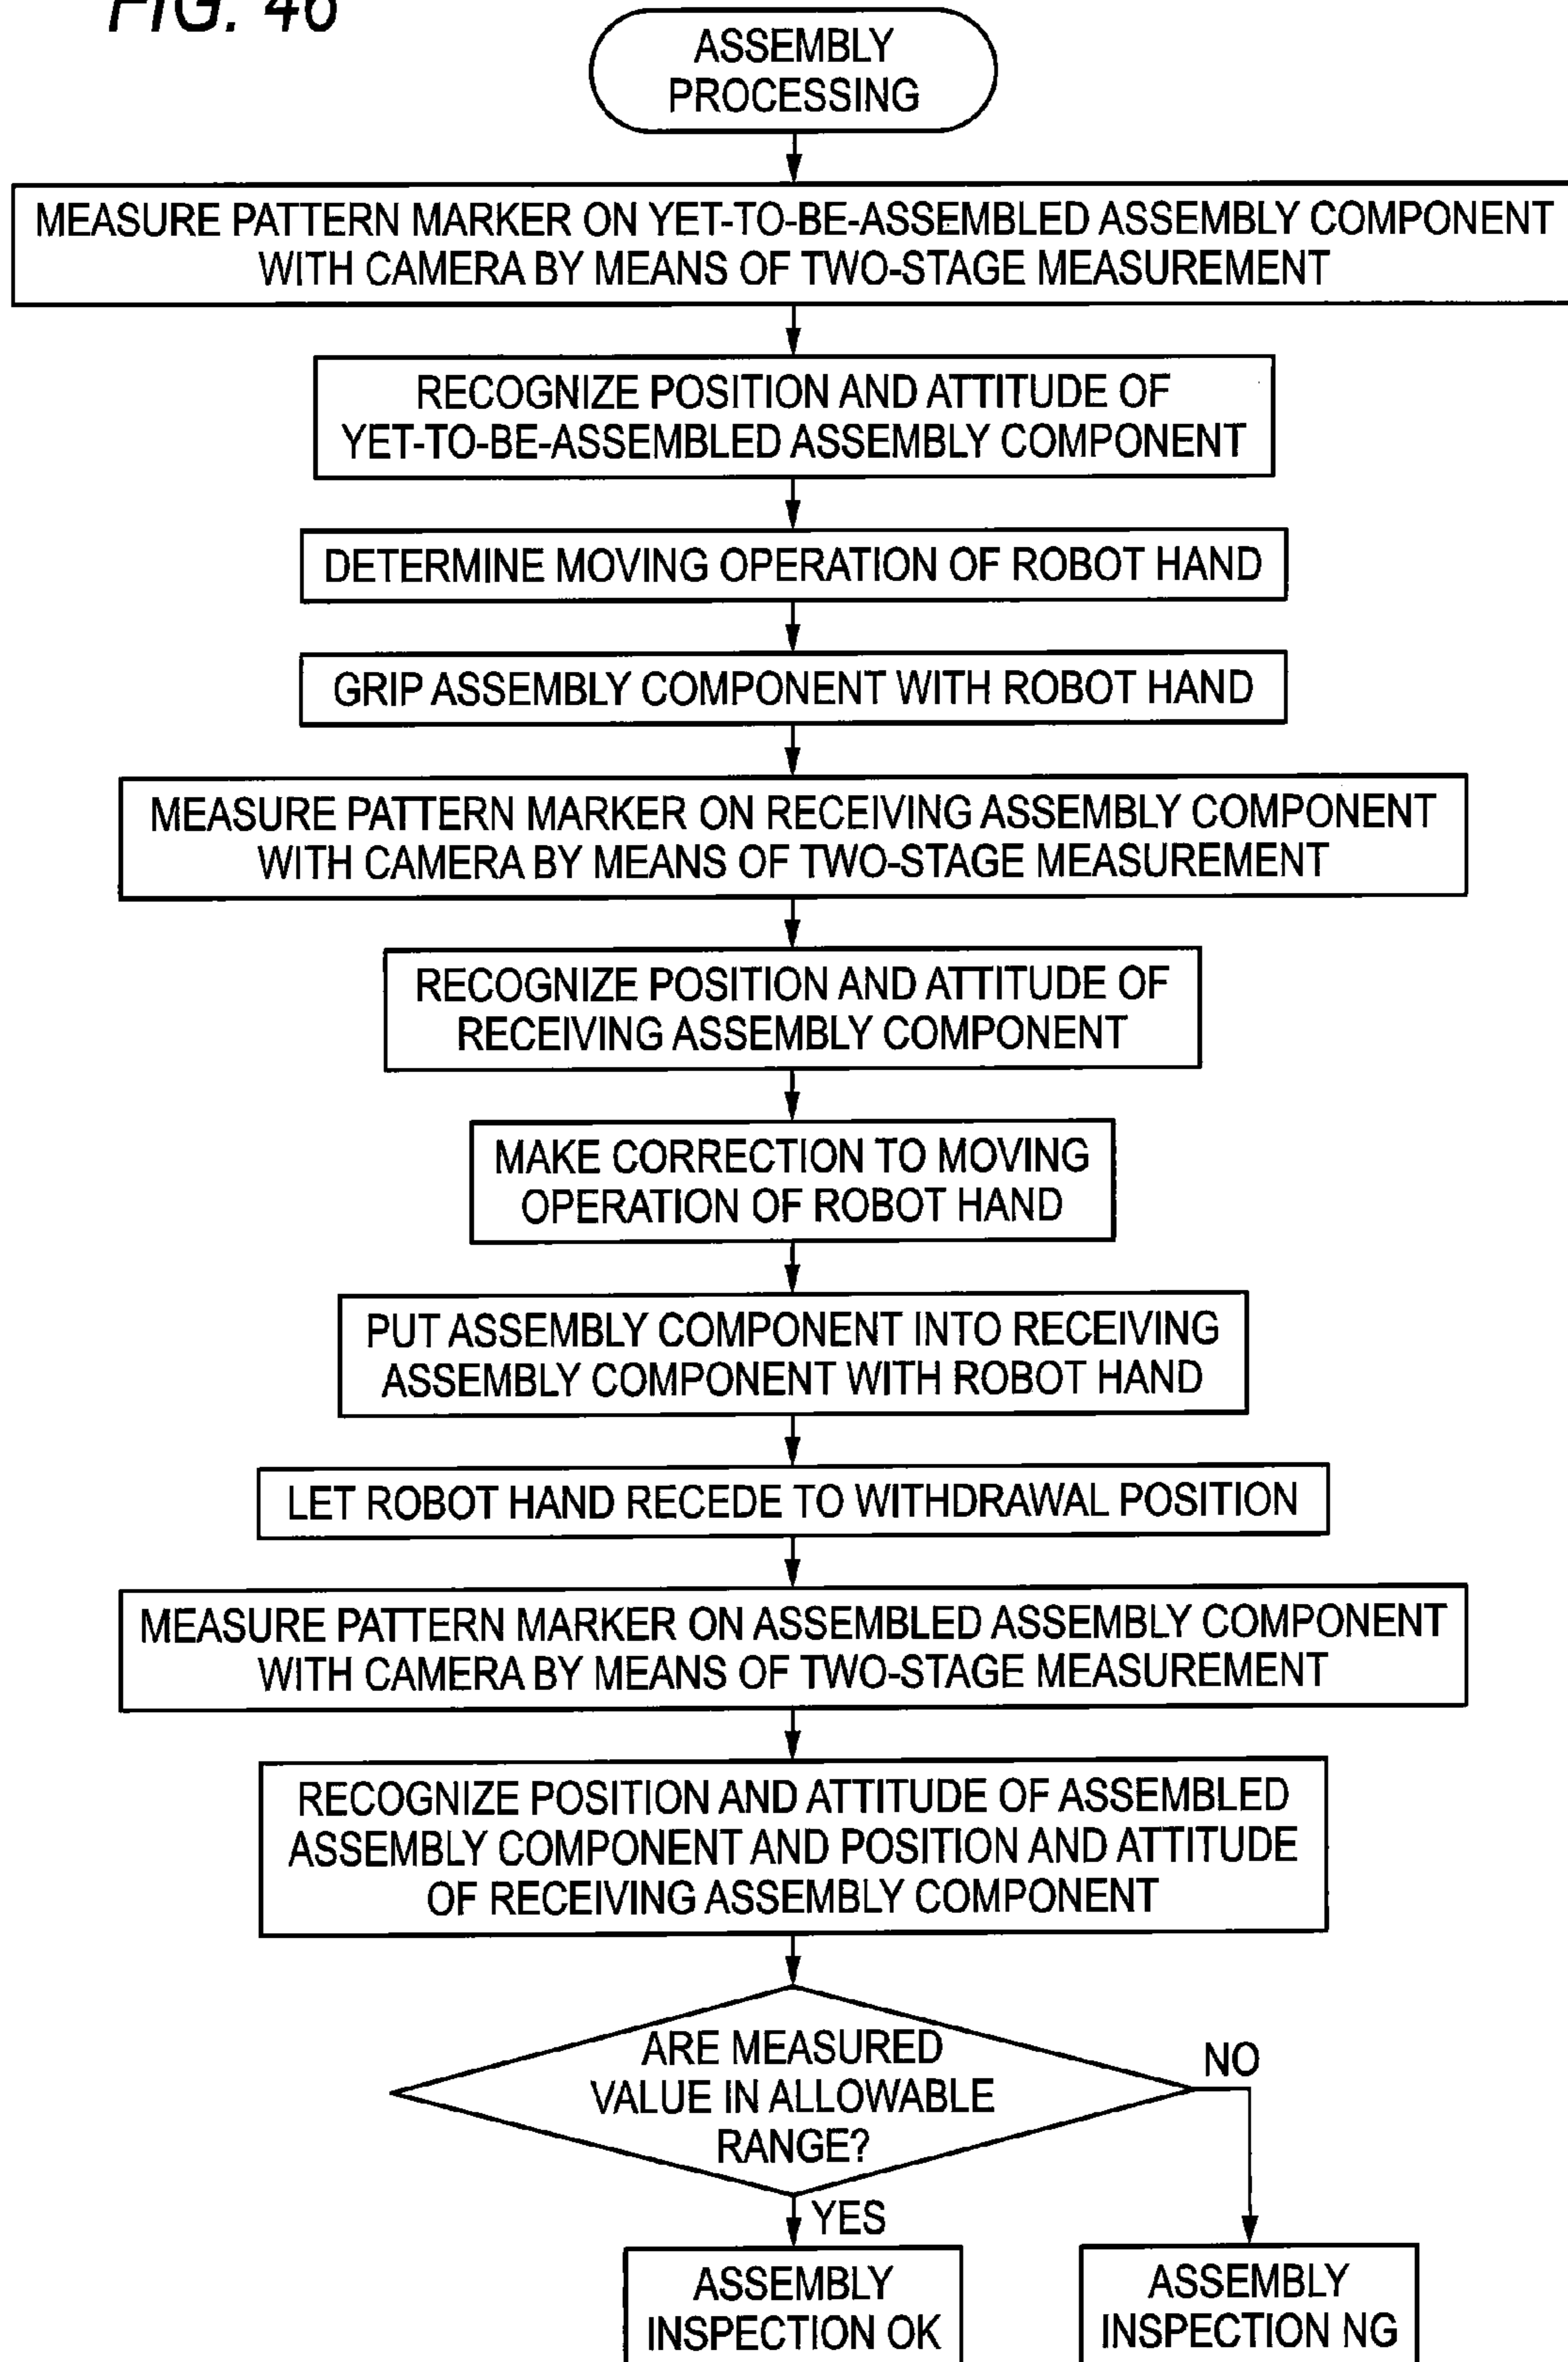 FIG. 46
ASSEMBLY
PROCESSING
MEASURE PATTERN MARKER ON YET-TO-BE-ASSEMBLED ASSEMBLY COMPONENT
WITH CAMERA BY MEANS OF TWO-STAGE MEASUREMENT
RECOGNIZE POSITION AND ATTITUDE OF
YET-TO-BE-ASSEMBLED ASSEMBLY COMPONENT
DETERMINE MOVING OPERATION OF ROBOT HAND
GRIP ASSEMBLY COMPONENT WITH ROBOT HAND
MEASURE PATTERN MARKER ON RECEIVING ASSEMBLY COMPONENT
WITH CAMERA BY MEANS OF TWO-STAGE MEASUREMENT
RECOGNIZE POSITION AND ATTITUDE OF
RECEIVING ASSEMBLY COMPONENT
MAKE CORRECTION TO MOVING
OPERATION OF ROBOT HAND
PUT ASSEMBLY COMPONENT INTO RECEIVING
ASSEMBLY COMPONENT WITH ROBOT HAND
LET ROBOT HAND RECEDE TO WITHDRAWAL POSITION
MEASURE PATTERN MARKER ON ASSEMBLED ASSEMBLY COMPONENT
WITH CAMERA BY MEANS OF TWO-STAGE MEASUREMENT
RECOGNIZE POSITION AND ATTITUDE OF ASSEMBLED
ASSEMBLY COMPONENT AND POSITION AND ATTITUDE
OF RECEIVING ASSEMBLY COMPONENT
ARE MEASURED
VALUE IN ALLOWABLE
RANGE?
NO
YES
ASSEMBLY
INSPECTION OK
ASSEMBLY
INSPECTION NG